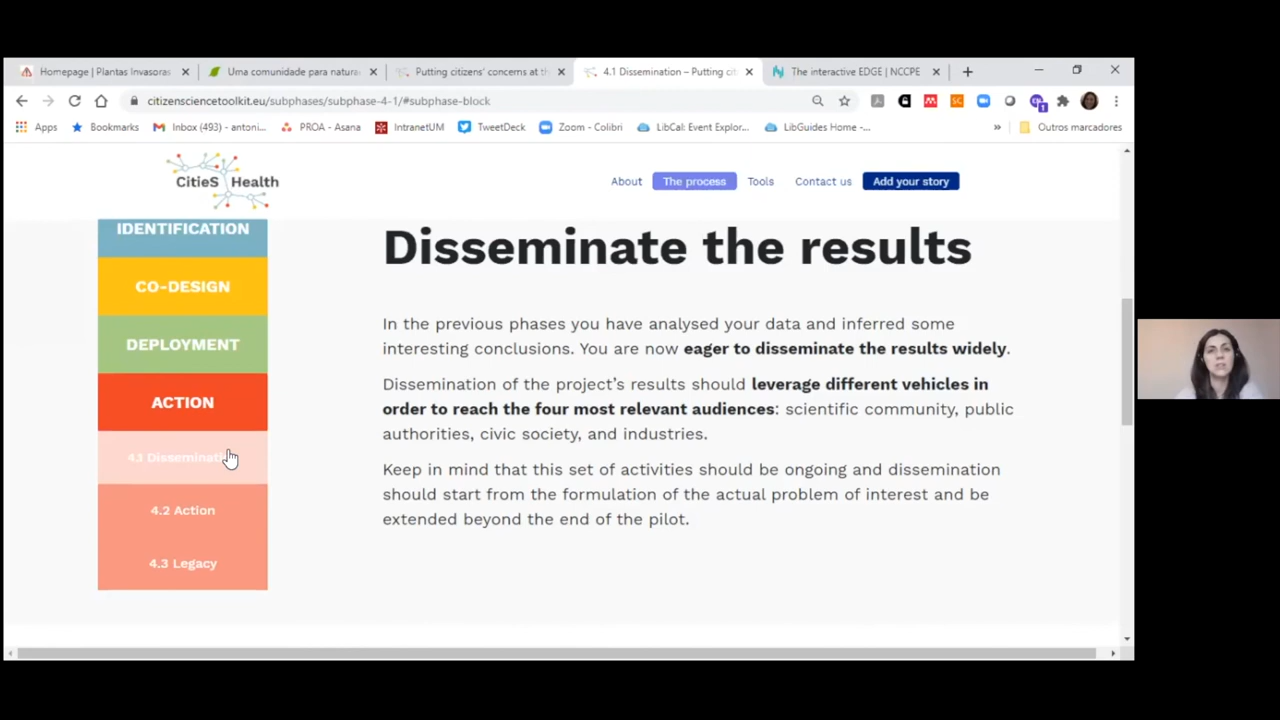 Homepage | Plantas Invasoras
Uma comunidade para natura
Putting citizens' concerns at th
4.1 Dissemination – Putting cit
The interactive EDGE | NCCPE
citizensciencetoolkit.eu/subphases/subphase-4-1/#subphase-block
Apps
Bookmarks
Inbox (493) - antoni...
PROA - Asana
IntranetUM
TweetDeck
Zoom - Colibri
LibCal: Event Explor...
LibGuides Home -...
»
Outros marcadores
CitieS Health
About
The process
Tools
Contact us
Add your story
IDENTIFICATION
CO-DESIGN
DEPLOYMENT
ACTION
4.1 Disseminati
4.2 Action
4.3 Legacy
Disseminate the results
In the previous phases you have analysed your data and inferred some
interesting conclusions. You are now eager to disseminate the results widely.
Dissemination of the project's results should leverage different vehicles in
order to reach the four most relevant audiences: scientific community, public
authorities, civic society, and industries.
Keep in mind that this set of activities should be ongoing and dissemination
should start from the formulation of the actual problem of interest and be
extended beyond the end of the pilot.